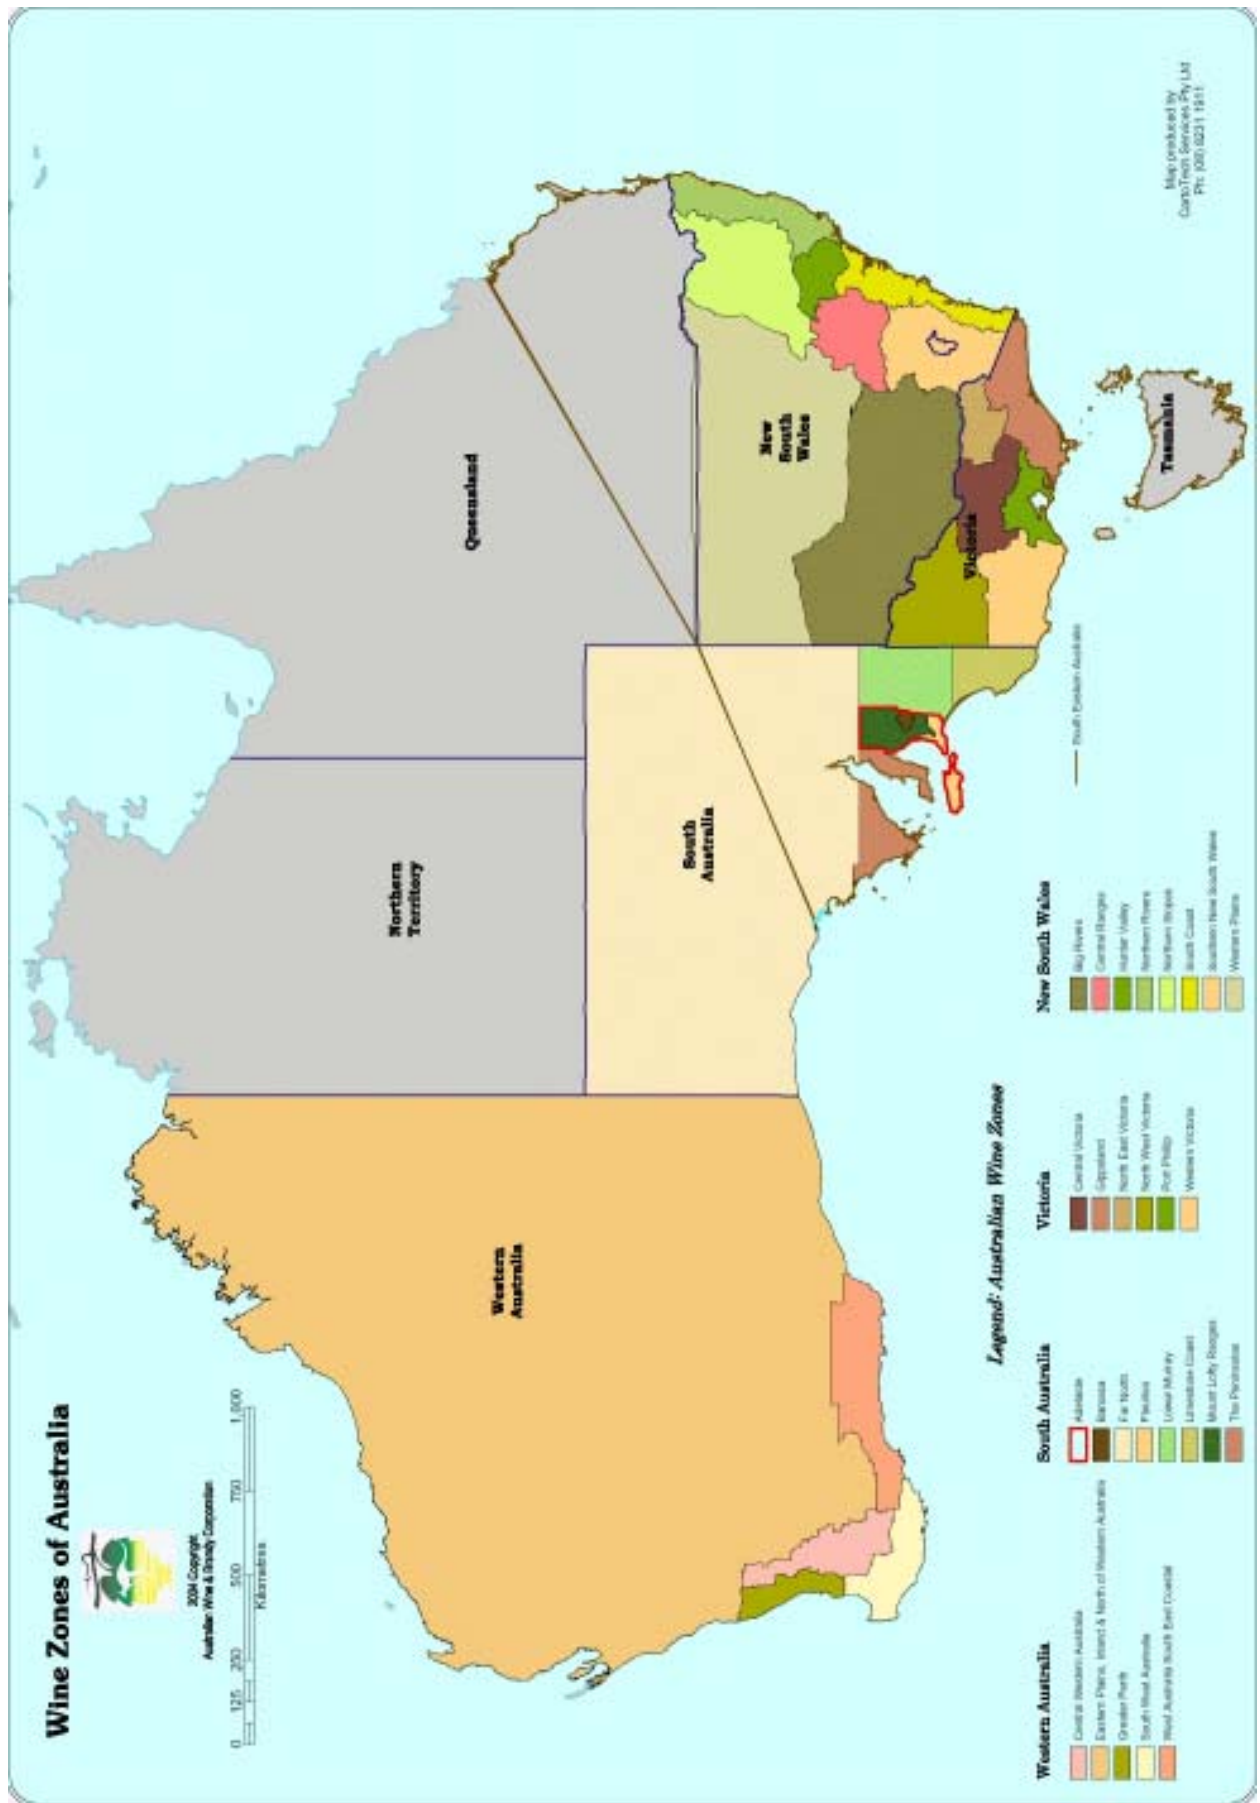 Wine Zones of Australia
2004 Copyright
Australian Wine & Brandy Corporation
0 125 250 500 750 1,000
Kilometres
Western
Australia
Northern
Territory
Queensland
South
Australia
New
South
Wales
Victoria
Tasmania
Legend: Australian Wine Zones
Western Australia
Central Western Australia
Eastern Plains, Inland & North of Western Australia
Greater Perth
South West Australia
West Australia South East Coastal
South Australia
Adelaide
Barossa
Far North
Fleurieu
Lower Murray
Limestone Coast
Mount Lofty Ranges
The Peninsulas
Victoria
Central Victoria
Gippsland
North East Victoria
North West Victoria
Port Phillip
Western Victoria
New South Wales
Big Rivers
Central Ranges
Hunter Valley
Northern Rivers
Northern Slopes
South Coast
Southern New South Wales
Western Plains
South Eastern Australia
Map produced by
CartoTech Services Pty Ltd
Ph: (08) 8231 1911